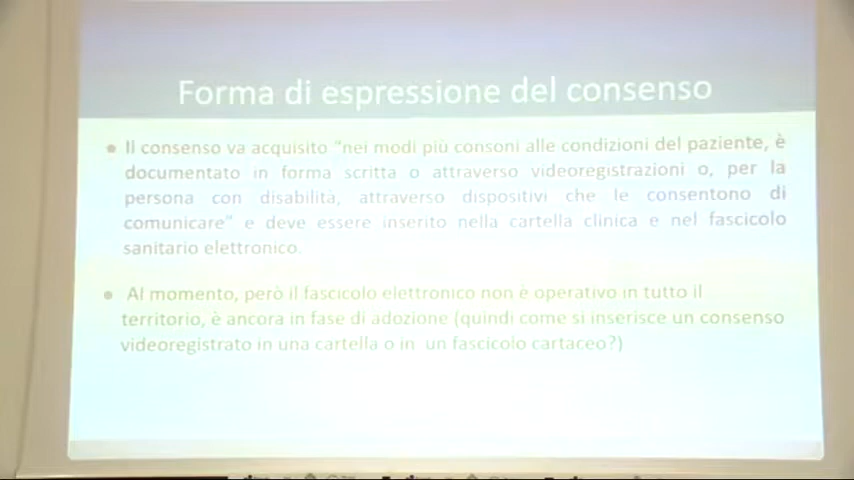 Forma di espressione del consenso
• Il consenso va acquisito "nei modi più consoni alle condizioni del paziente, è
documentato in forma scritta o attraverso videoregistrazioni o, per la
persona con disabilità, attraverso dispositivi che le consentono di
comunicare" e deve essere inserito nella cartella clinica e nel fascicolo
sanitario elettronico.
• Al momento, però il fascicolo elettronico non è operativo in tutto il
territorio, è ancora in fase di adozione (quindi come si inserisce un consenso
videoregistrato in una cartella o in un fascicolo cartaceo?)